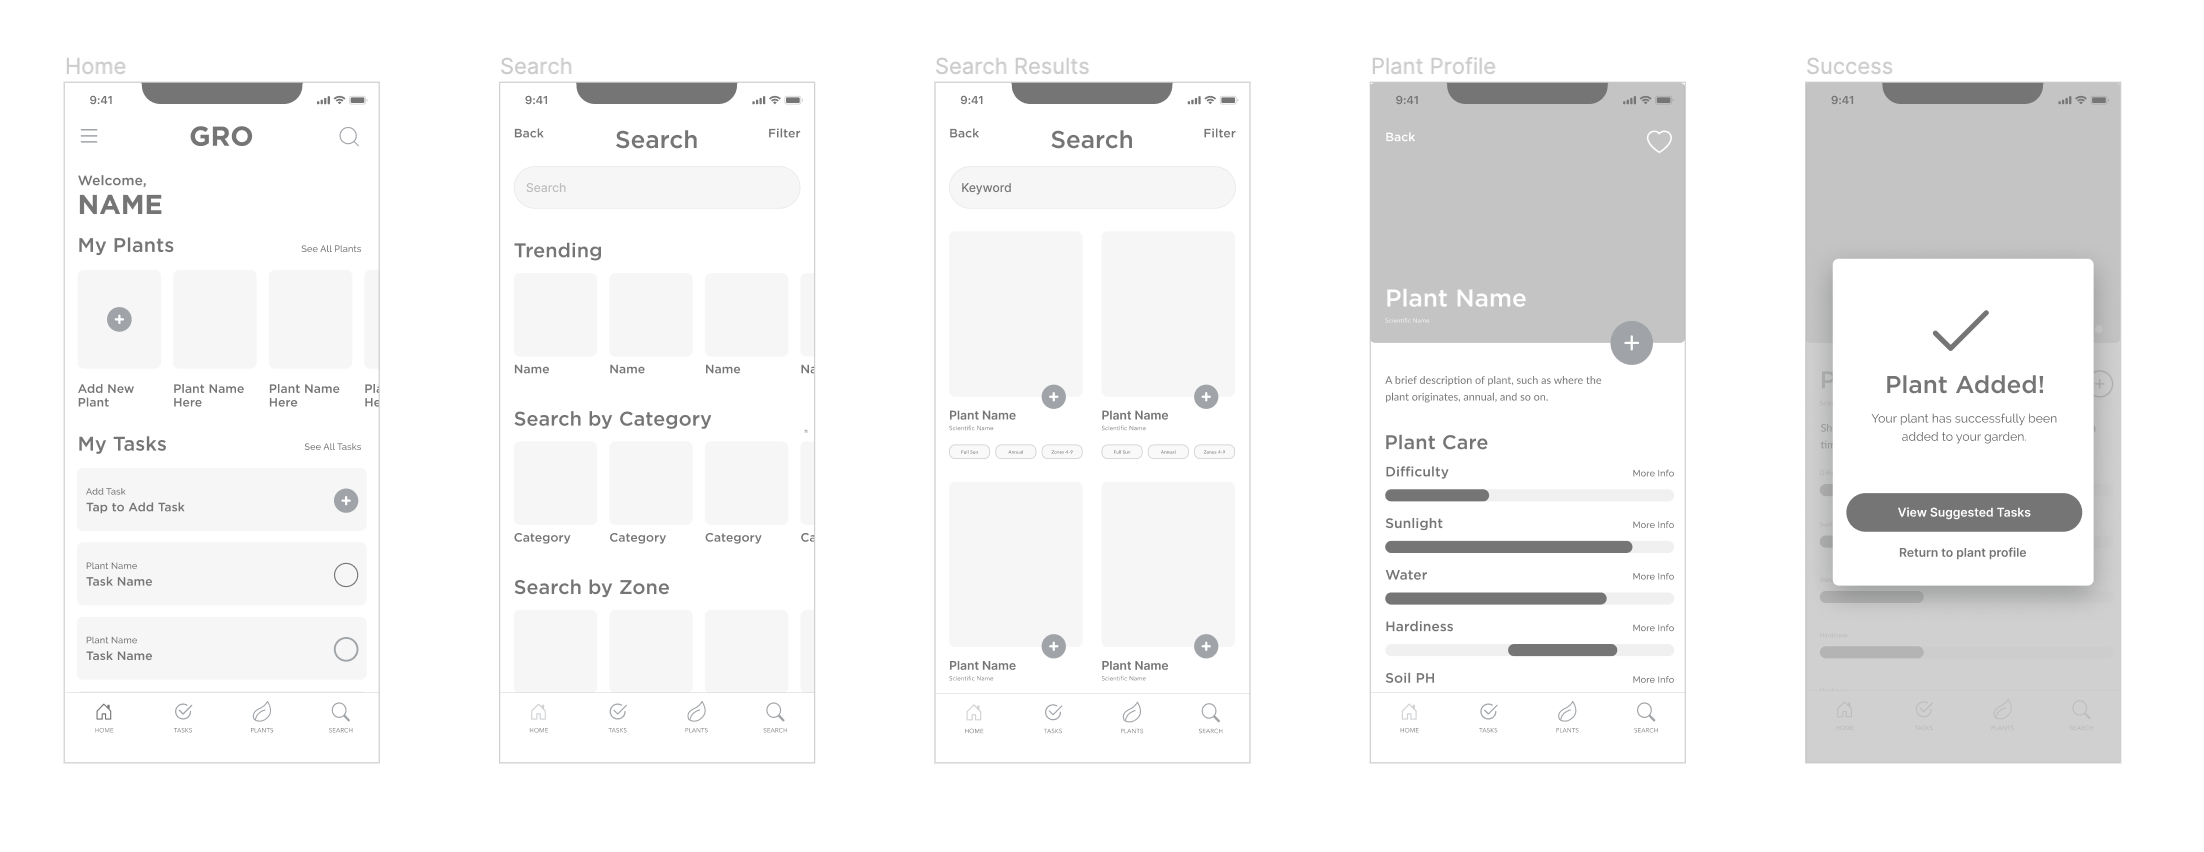 Home
9:41
GRO
Welcome,
NAME
My Plants
See All Plants
Add New
Plant
Plant Name
Here
Plant Name
Here
Pla
He
My Tasks
See All Tasks
Add Task
Tap to Add Task
Plant Name
Task Name
Plant Name
Task Name
HOME
TASKS
PLANTS
SEARCH
Search
9:41
Back
Search
Filter
Search
Trending
Name
Name
Name
Na
Search by Category
Category
Category
Category
Ca
Search by Zone
HOME
TASKS
PLANTS
SEARCH
Search Results
9:41
Back
Search
Filter
Keyword
Plant Name
Scientific Name
Full Sun
Annual
Zones 4-9
Plant Name
Scientific Name
Full Sun
Annual
Zones 4-9
Plant Name
Scientific Name
Plant Name
Scientific Name
HOME
TASKS
PLANTS
SEARCH
Plant Profile
9:41
Back
Plant Name
Scientific Name
A brief description of plant, such as where the
plant originates, annual, and so on.
Plant Care
Difficulty
More Info
Sunlight
More Info
Water
More Info
Hardiness
More Info
Soil PH
More Info
HOME
TASKS
PLANTS
SEARCH
Success
9:41
Plant Added!
Your plant has successfully been
added to your garden.
View Suggested Tasks
Return to plant profile
Hardiness
HOME
TASKS
PLANTS
SEARCH